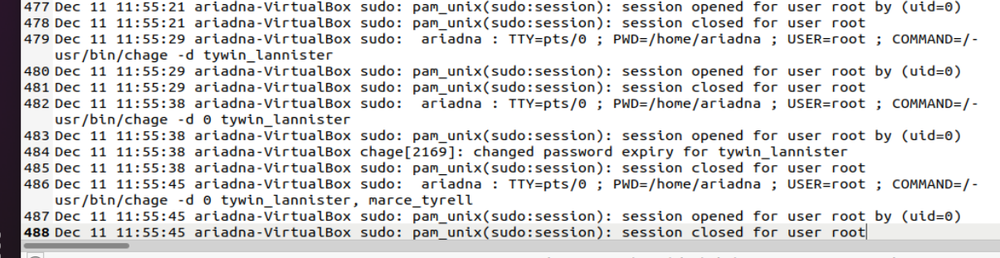 477 Dec 11 11:55:21 ariadna-VirtualBox sudo: pam_unix(sudo:session): session opened for user root by (uid=0)
478 Dec 11 11:55:21 ariadna-VirtualBox sudo: pam_unix(sudo:session): session closed for user root
479 Dec 11 11:55:29 ariadna-VirtualBox sudo:  ariadna : TTY=pts/0 ; PWD=/home/ariadna ; USER=root ; COMMAND=/-
usr/bin/chage -d tywin_lannister
480 Dec 11 11:55:29 ariadna-VirtualBox sudo: pam_unix(sudo:session): session opened for user root by (uid=0)
481 Dec 11 11:55:29 ariadna-VirtualBox sudo: pam_unix(sudo:session): session closed for user root
482 Dec 11 11:55:38 ariadna-VirtualBox sudo:  ariadna : TTY=pts/0 ; PWD=/home/ariadna ; USER=root ; COMMAND=/-
usr/bin/chage -d 0 tywin_lannister
483 Dec 11 11:55:38 ariadna-VirtualBox sudo: pam_unix(sudo:session): session opened for user root by (uid=0)
484 Dec 11 11:55:38 ariadna-VirtualBox chage[2169]: changed password expiry for tywin_lannister
485 Dec 11 11:55:38 ariadna-VirtualBox sudo: pam_unix(sudo:session): session closed for user root
486 Dec 11 11:55:45 ariadna-VirtualBox sudo:  ariadna : TTY=pts/0 ; PWD=/home/ariadna ; USER=root ; COMMAND=/-
usr/bin/chage -d 0 tywin_lannister, marce_tyrell
487 Dec 11 11:55:45 ariadna-VirtualBox sudo: pam_unix(sudo:session): session opened for user root by (uid=0)
488 Dec 11 11:55:45 ariadna-VirtualBox sudo: pam_unix(sudo:session): session closed for user root